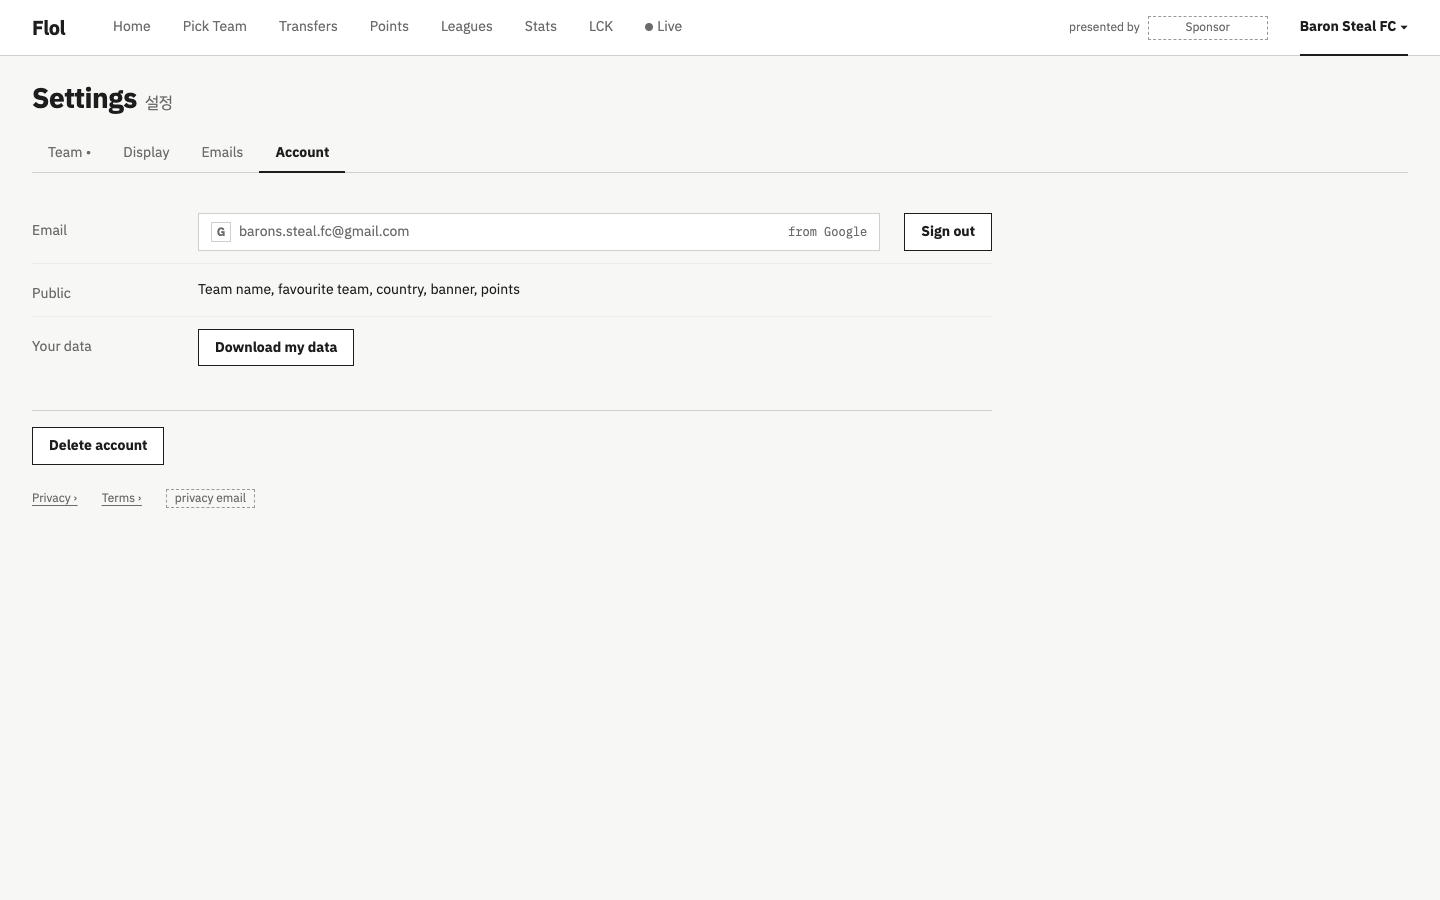 Flol Home Pick Team Transfers Points Leagues Stats LCK Live presented by Sponsor Baron Steal FC
Settings 설정
Team • Display Emails Account
Email G barons.steal.fc@gmail.com from Google Sign out
Public Team name, favourite team, country, banner, points
Your data Download my data
Delete account
Privacy › Terms › privacy email